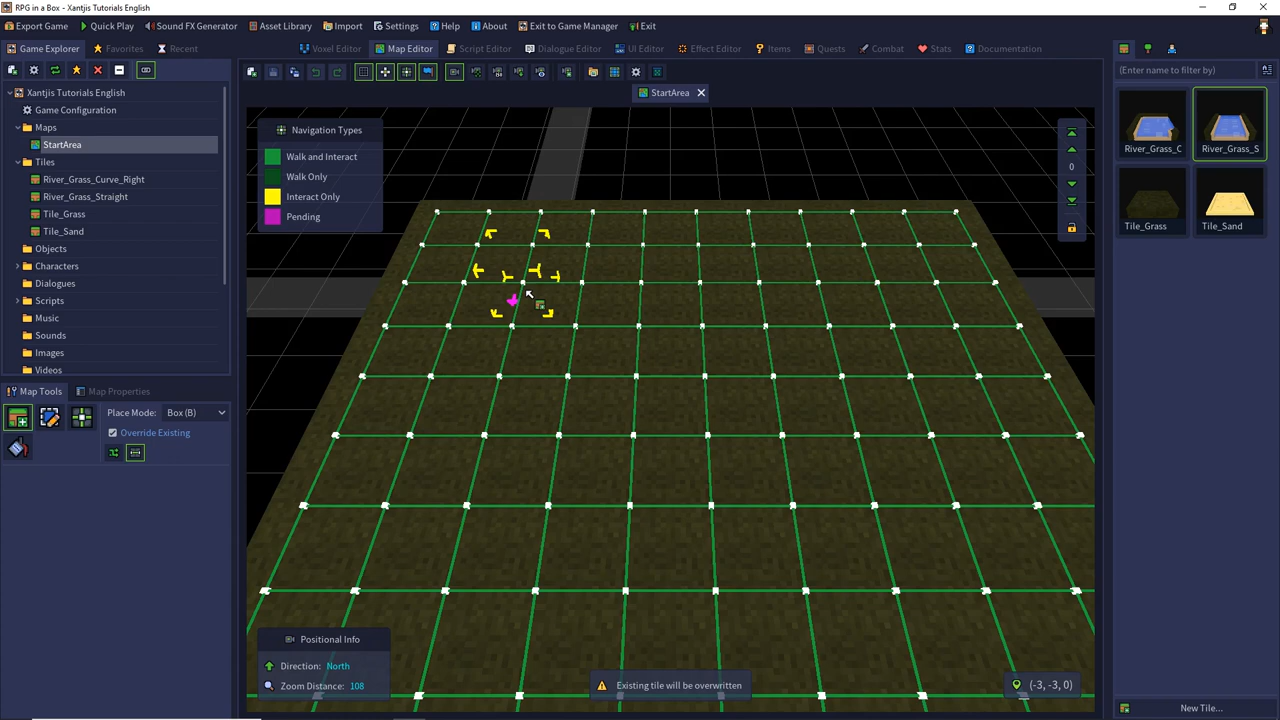 RPG in a Box - Xantjis Tutorials English
Export Game Quick Play Sound FX Generator Asset Library Import Settings Help About Exit to Game Manager Exit
Game Explorer Favorites Recent
Voxel Editor Map Editor Script Editor Dialogue Editor UI Editor Effect Editor Items Quests Combat Stats Documentation
(Enter name to filter by)
StartArea
Xantjis Tutorials English
Game Configuration
Maps
StartArea
Tiles
River_Grass_Curve_Right
River_Grass_Straight
Tile_Grass
Tile_Sand
Objects
Characters
Dialogues
Scripts
Music
Sounds
Images
Videos
Map Tools Map Properties
Place Mode: Box (B)
Override Existing
Navigation Types
Walk and Interact
Walk Only
Interact Only
Pending
0
River_Grass_C River_Grass_S
Tile_Grass Tile_Sand
Positional Info
Direction: North
Zoom Distance: 108
Existing tile will be overwritten
(-3, -3, 0)
New Tile...